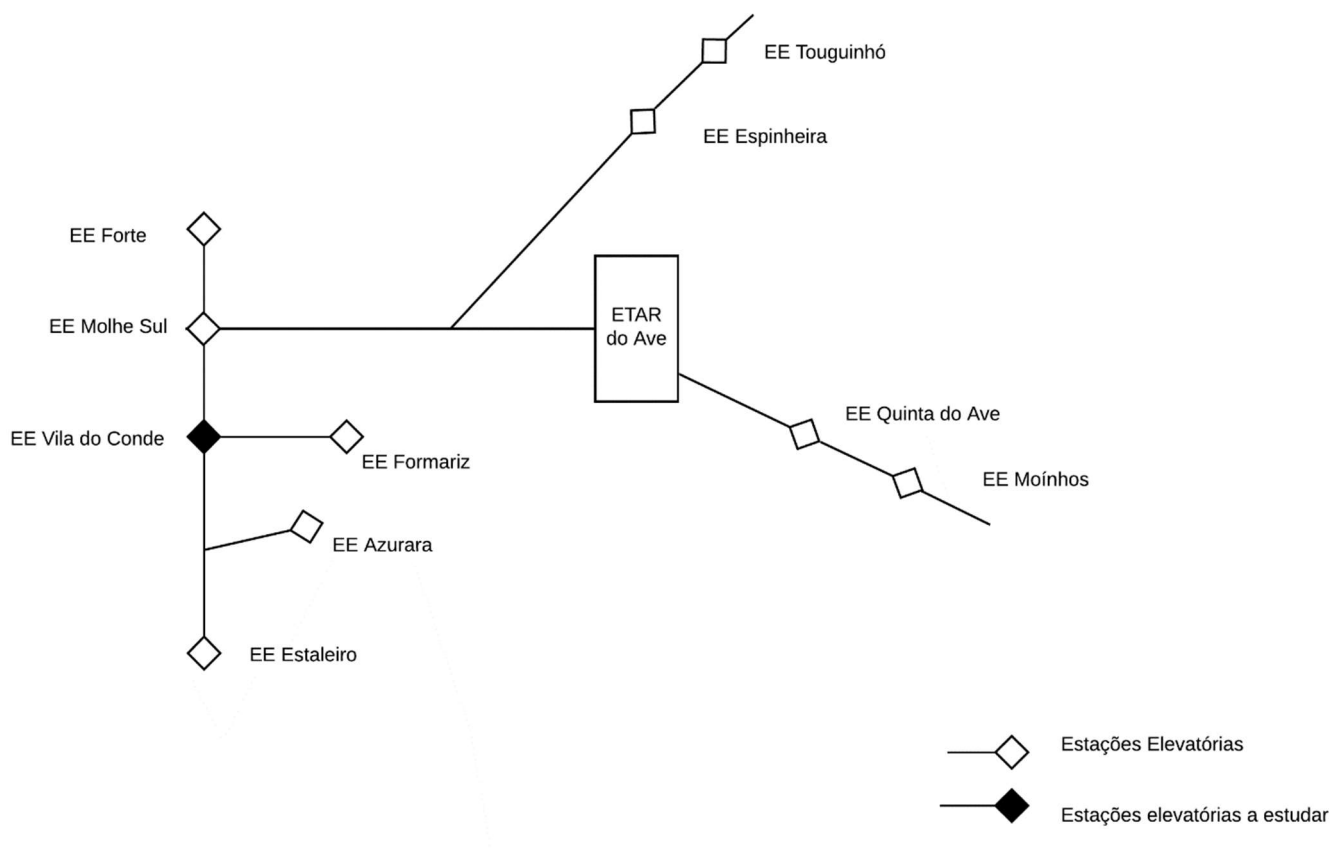 EE Touguinhó
EE Espinheira
EE Forte
ETAR
do Ave
EE Molhe Sul
EE Quinta do Ave
EE Vila do Conde
EE Formariz
EE Moínhos
EE Azurara
EE Estaleiro
Estações Elevatórias
Estações elevatórias a estudar